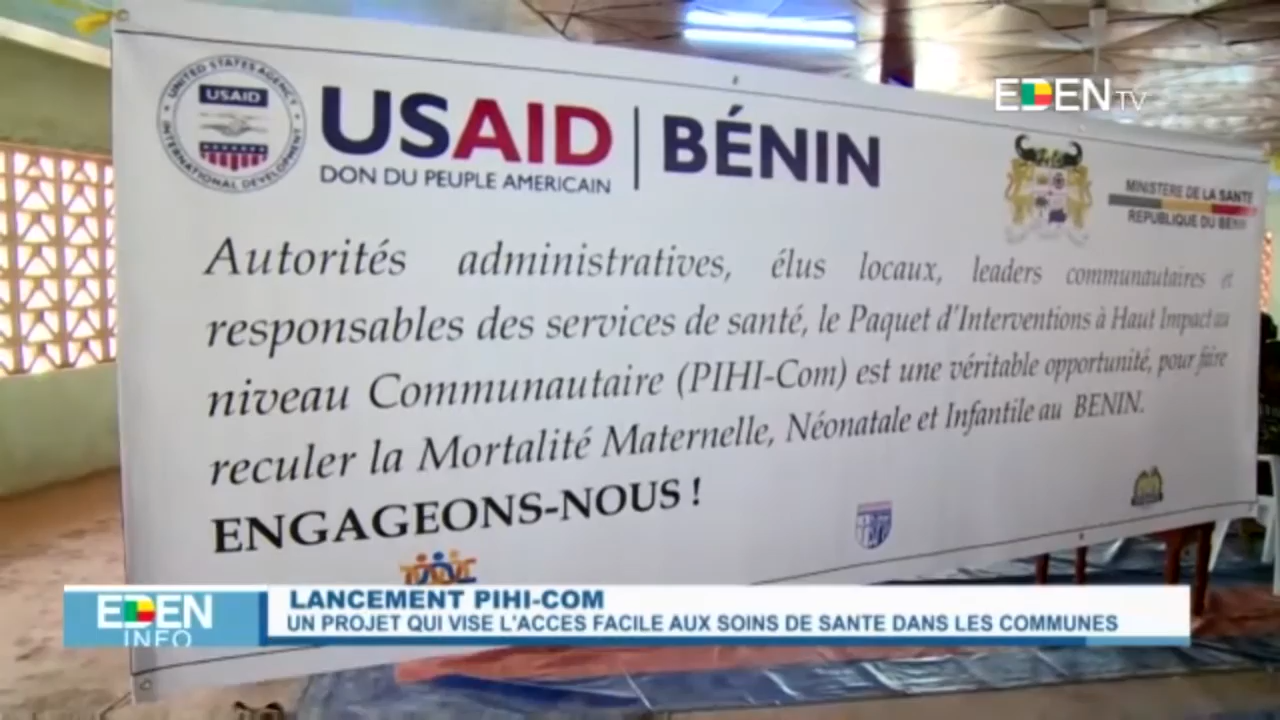 EDEN TV
UNITED STATES AGENCY
USAID
INTERNATIONAL DEVELOPMENT
USAID | BÉNIN
DON DU PEUPLE AMERICAIN
MINISTERE DE LA SANTE
REPUBLIQUE DU BENIN
Autorités administratives, élus locaux, leaders communautaires et
responsables des services de santé, le Paquet d'Interventions à Haut Impact au
niveau Communautaire (PIHI-Com) est une véritable opportunité, pour faire
reculer la Mortalité Maternelle, Néonatale et Infantile au BENIN.
ENGAGEONS-NOUS !
EDEN
INFO
LANCEMENT PIHI-COM
UN PROJET QUI VISE L'ACCES FACILE AUX SOINS DE SANTE DANS LES COMMUNES